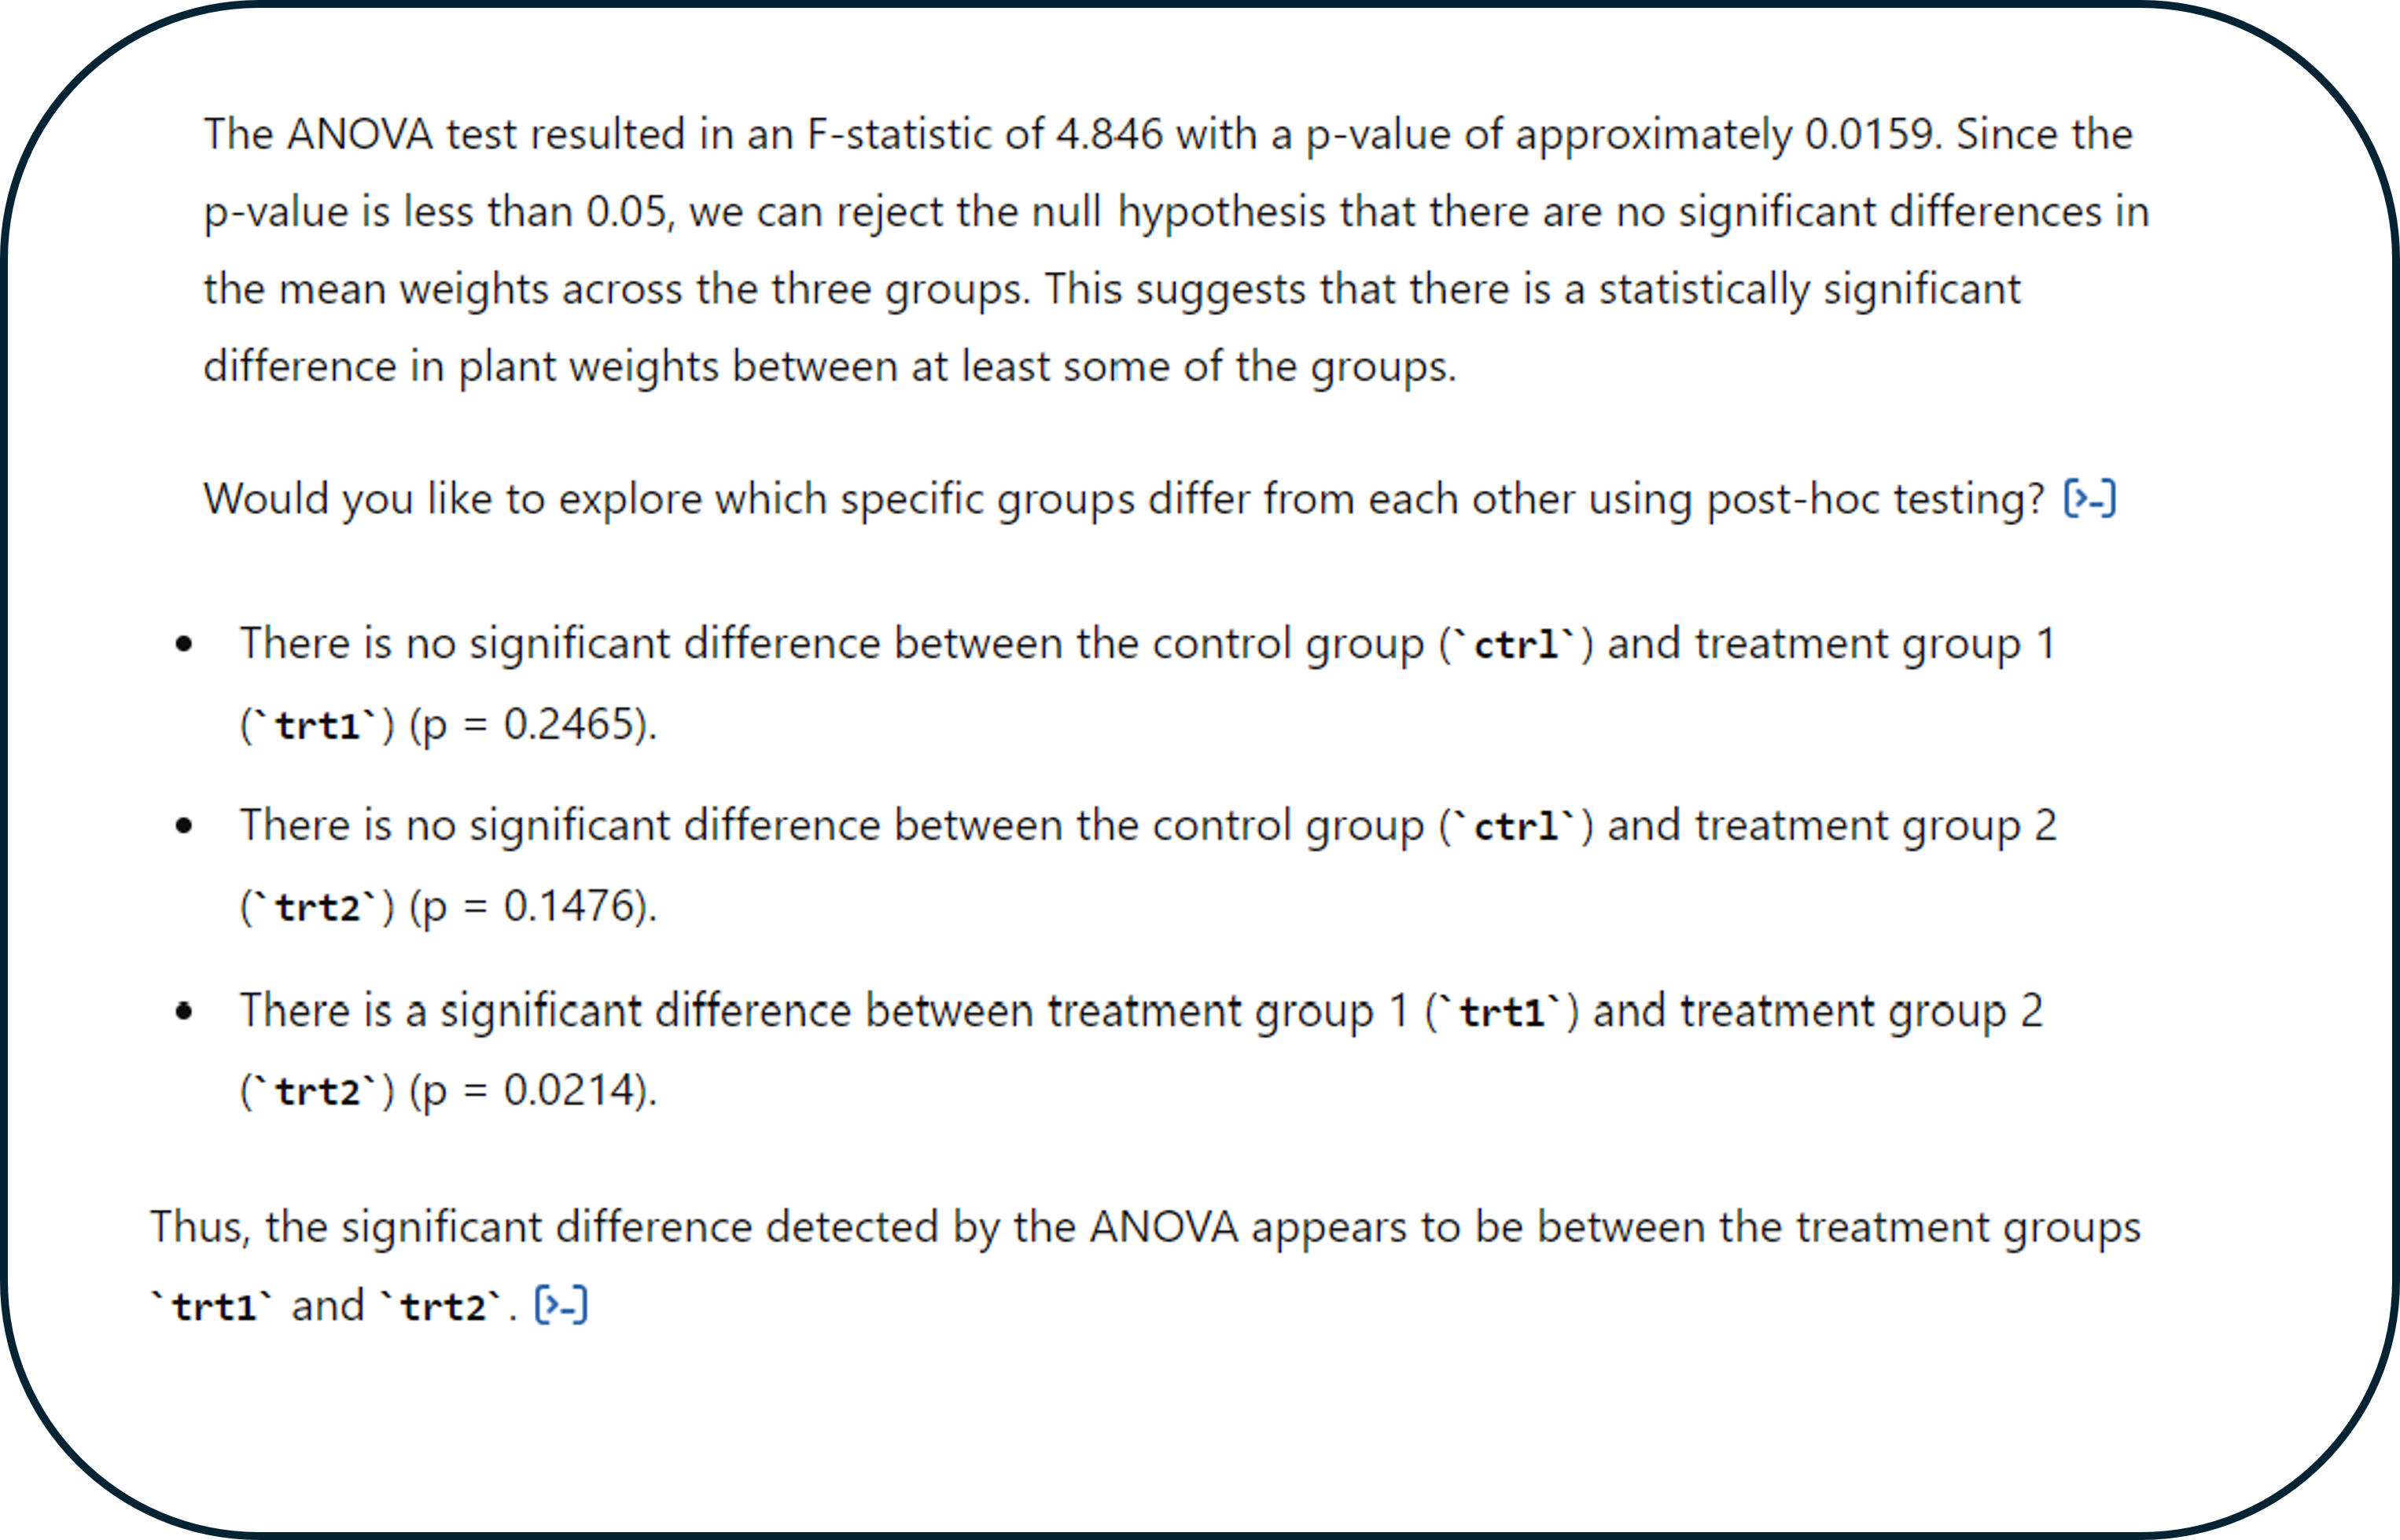 The ANOVA test resulted in an F-statistic of 4.846 with a p-value of approximately 0.0159. Since the
p-value is less than 0.05, we can reject the null hypothesis that there are no significant differences in
the mean weights across the three groups. This suggests that there is a statistically significant
difference in plant weights between at least some of the groups.
Would you like to explore which specific groups differ from each other using post-hoc testing? [>-]
• There is no significant difference between the control group (`ctrl`) and treatment group 1
(`trt1`) (p = 0.2465).
• There is no significant difference between the control group (`ctrl`) and treatment group 2
(`trt2`) (p = 0.1476).
• There is a significant difference between treatment group 1 (`trt1`) and treatment group 2
(`trt2`) (p = 0.0214).
Thus, the significant difference detected by the ANOVA appears to be between the treatment groups
`trt1` and `trt2`. [>-]